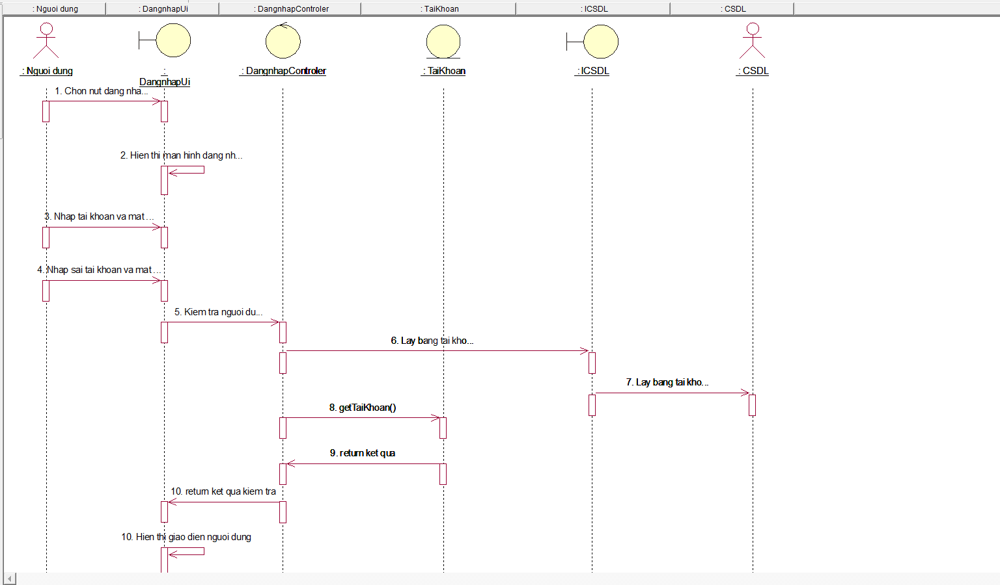 : Nguoi dung
: DangnhapUi
: DangnhapControler
: TaiKhoan
: ICSDL
: CSDL
: Nguoi dung
:
DangnhapUi
: DangnhapControler
: TaiKhoan
: ICSDL
: CSDL
1. Chon nut dang nha...
2. Hien thi man hinh dang nh...
3. Nhap tai khoan va mat ...
4. Nhap sai tai khoan va mat ...
5. Kiem tra nguoi du...
6. Lay bang tai kho...
7. Lay bang tai kho...
8. getTaiKhoan()
9. return ket qua
10. return ket qua kiem tra
10. Hien thi giao dien nguoi dung